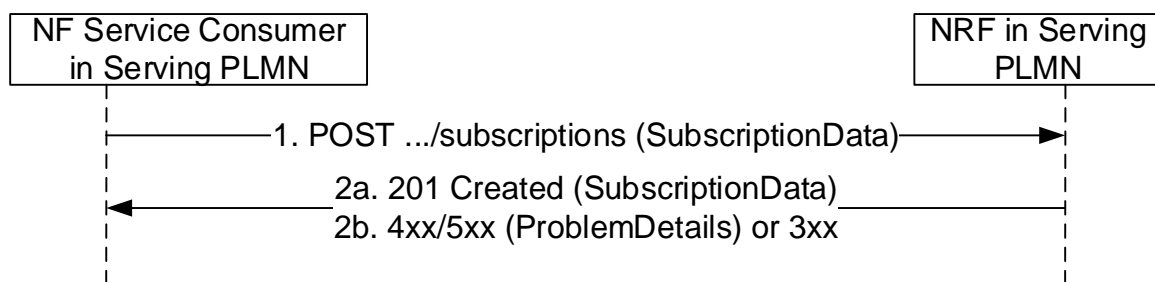 NF Service Consumer
in Serving PLMN
NRF in Serving
PLMN
1. POST .../subscriptions (SubscriptionData)
2a. 201 Created (SubscriptionData)
2b. 4xx/5xx (ProblemDetails) or 3xx